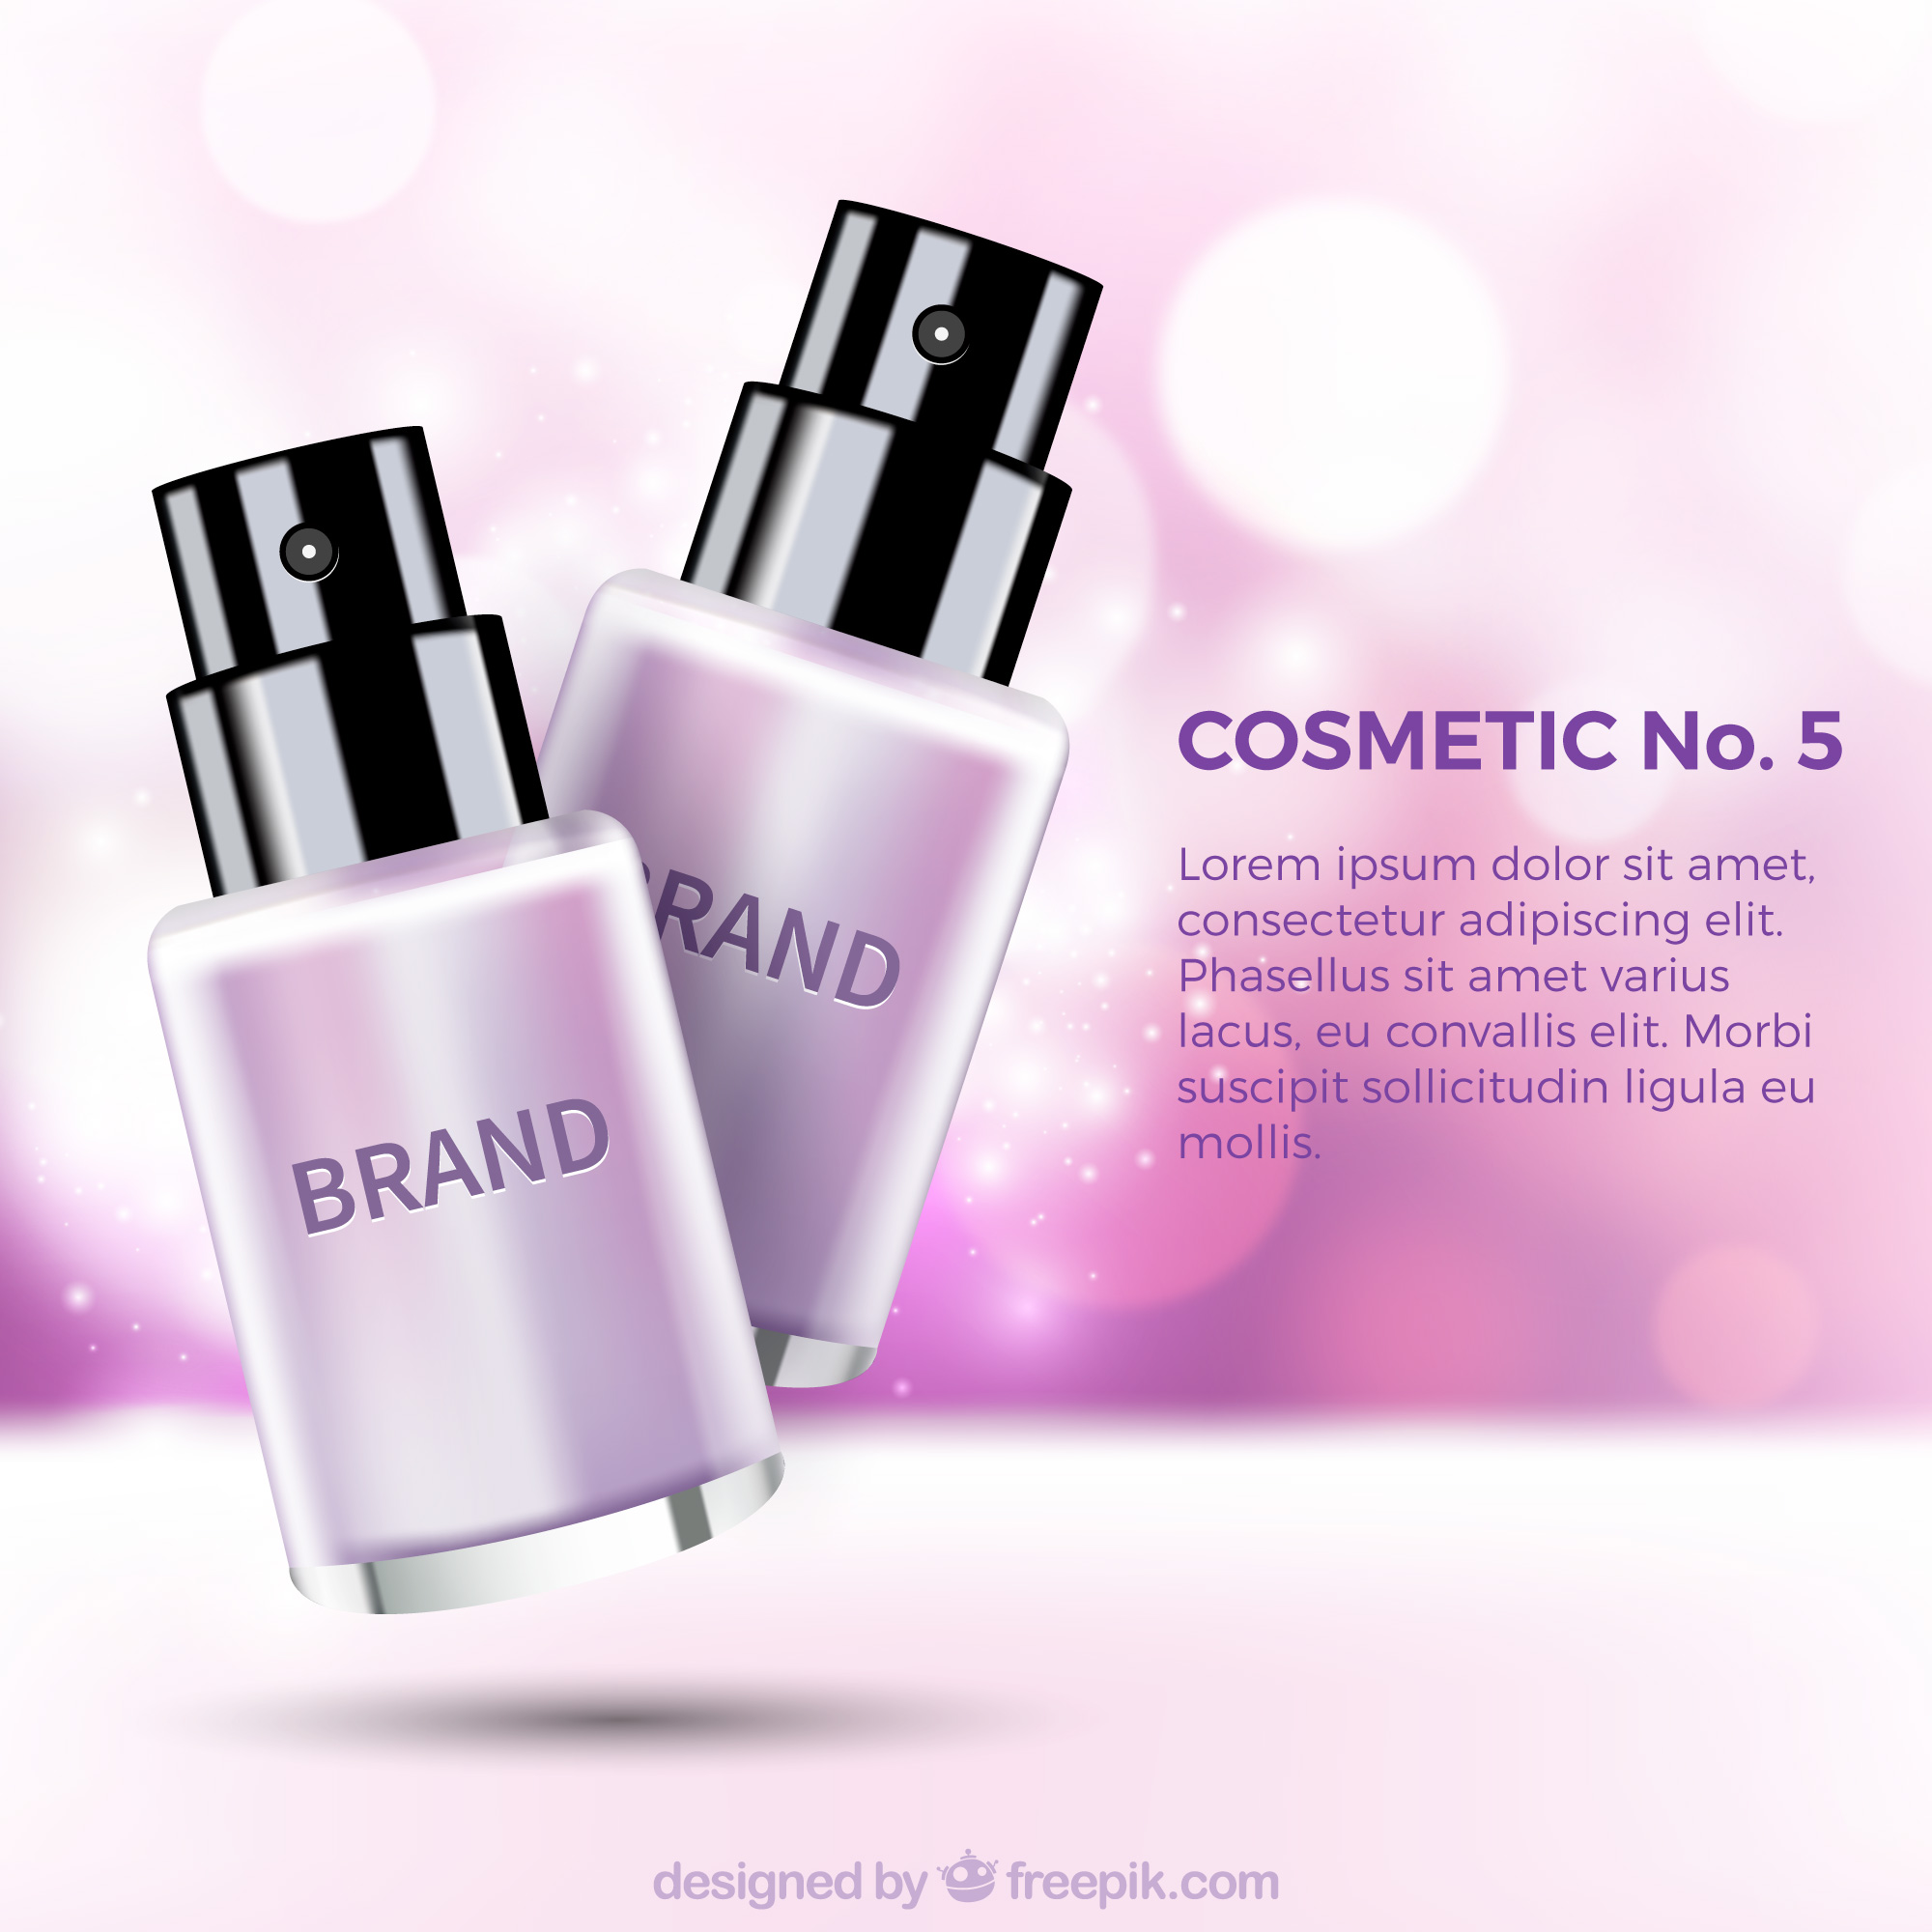 COSMETIC No. 5
BRAND
BRAND
Lorem ipsum dolor sit amet,
consectetur adipiscing elit.
Phasellus sit amet varius
lacus, eu convallis elit. Morbi
suscipit sollicitudin ligula eu
mollis.
designed by freepik.com